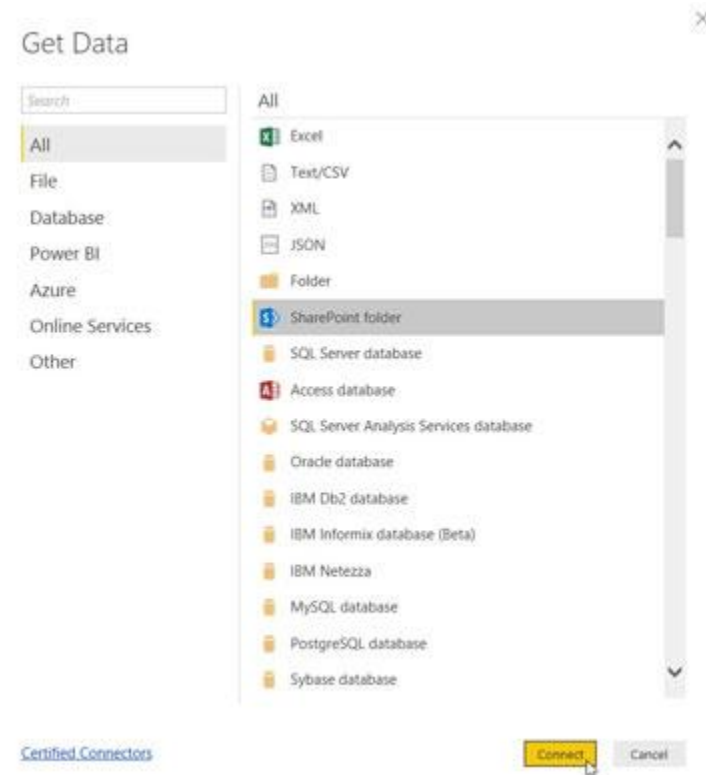 Get Data
Search
All
File
Database
Power BI
Azure
Online Services
Other
All
Excel
Text/CSV
XML
JSON
Folder
SharePoint folder
SQL Server database
Access database
SQL Server Analysis Services database
Oracle database
IBM Db2 database
IBM Informix database (Beta)
IBM Netezza
MySQL database
PostgreSQL database
Sybase database
Certified Connectors
Connect
Cancel